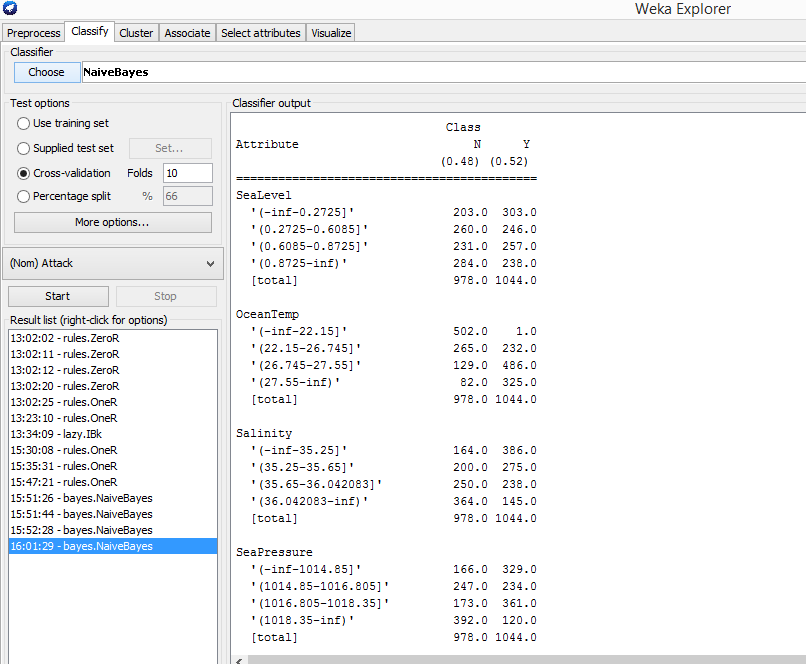 Weka Explorer
Preprocess Classify Cluster Associate Select attributes Visualize
Classifier
Choose NaiveBayes
Test options
Use training set
Supplied test set Set...
Cross-validation Folds 10
Percentage split % 66
More options...
(Nom) Attack
Start Stop
Result list (right-click for options)
13:02:02 - rules.ZeroR
13:02:11 - rules.ZeroR
13:02:12 - rules.ZeroR
13:02:20 - rules.ZeroR
13:02:25 - rules.OneR
13:23:10 - rules.OneR
13:34:09 - lazy.IBk
15:30:08 - rules.OneR
15:35:31 - rules.OneR
15:47:21 - rules.OneR
15:51:26 - bayes.NaiveBayes
15:51:44 - bayes.NaiveBayes
15:52:28 - bayes.NaiveBayes
16:01:29 - bayes.NaiveBayes
Classifier output
Class
Attribute N Y
(0.48) (0.52)
===========================================
SeaLevel
'(-inf-0.2725]' 203.0 303.0
'(0.2725-0.6085]' 260.0 246.0
'(0.6085-0.8725]' 231.0 257.0
'(0.8725-inf)' 284.0 238.0
[total] 978.0 1044.0
OceanTemp
'(-inf-22.15]' 502.0 1.0
'(22.15-26.745]' 265.0 232.0
'(26.745-27.55]' 129.0 486.0
'(27.55-inf)' 82.0 325.0
[total] 978.0 1044.0
Salinity
'(-inf-35.25]' 164.0 386.0
'(35.25-35.65]' 200.0 275.0
'(35.65-36.042083]' 250.0 238.0
'(36.042083-inf)' 364.0 145.0
[total] 978.0 1044.0
SeaPressure
'(-inf-1014.85]' 166.0 329.0
'(1014.85-1016.805]' 247.0 234.0
'(1016.805-1018.35]' 173.0 361.0
'(1018.35-inf)' 392.0 120.0
[total] 978.0 1044.0